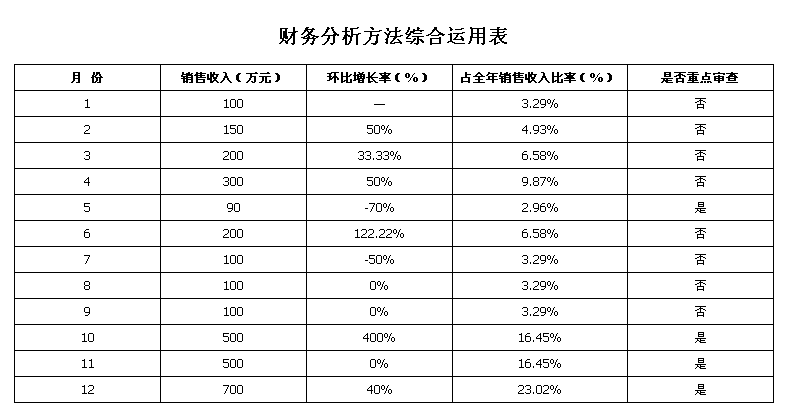 财务分析方法综合运用表
月 份 销售收入（万元） 环比增长率（%） 占全年销售收入比率（%） 是否重点审查
1 100 — 3.29% 否
2 150 50% 4.93% 否
3 200 33.33% 6.58% 否
4 300 50% 9.87% 否
5 90 -70% 2.96% 是
6 200 122.22% 6.58% 否
7 100 -50% 3.29% 否
8 100 0% 3.29% 否
9 100 0% 3.29% 否
10 500 400% 16.45% 是
11 500 0% 16.45% 是
12 700 40% 23.02% 是